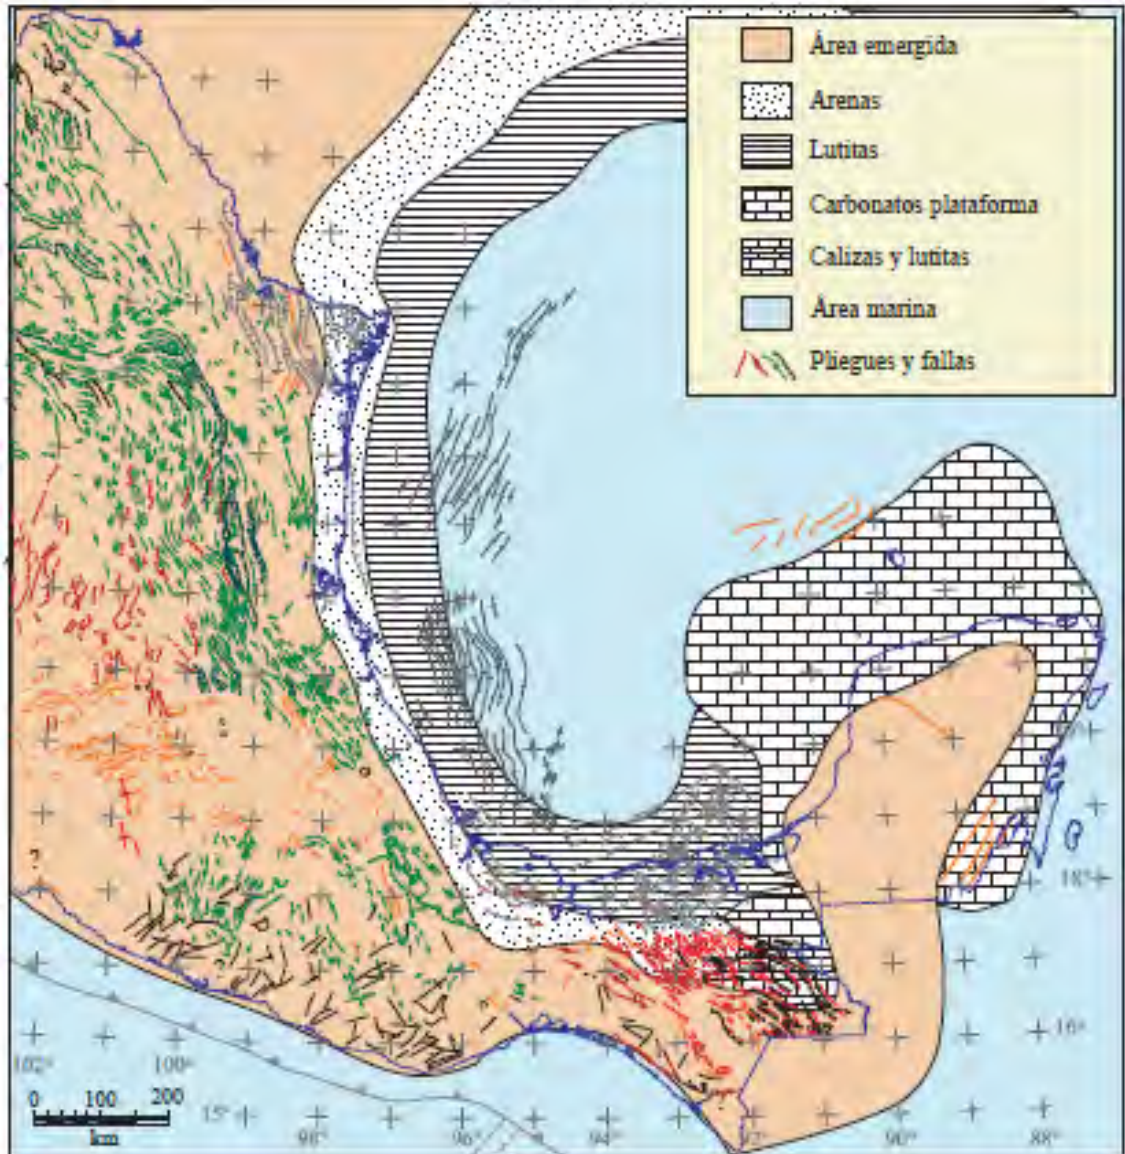 Área emergida
Arenas
Lutitas
Carbonatos plataforma
Calizas y lutitas
Área marina
Pliegues y fallas
?
18°
16°
102°
100°
0 100 200
km
15°
98°
96°
94°
92°
90°
88°